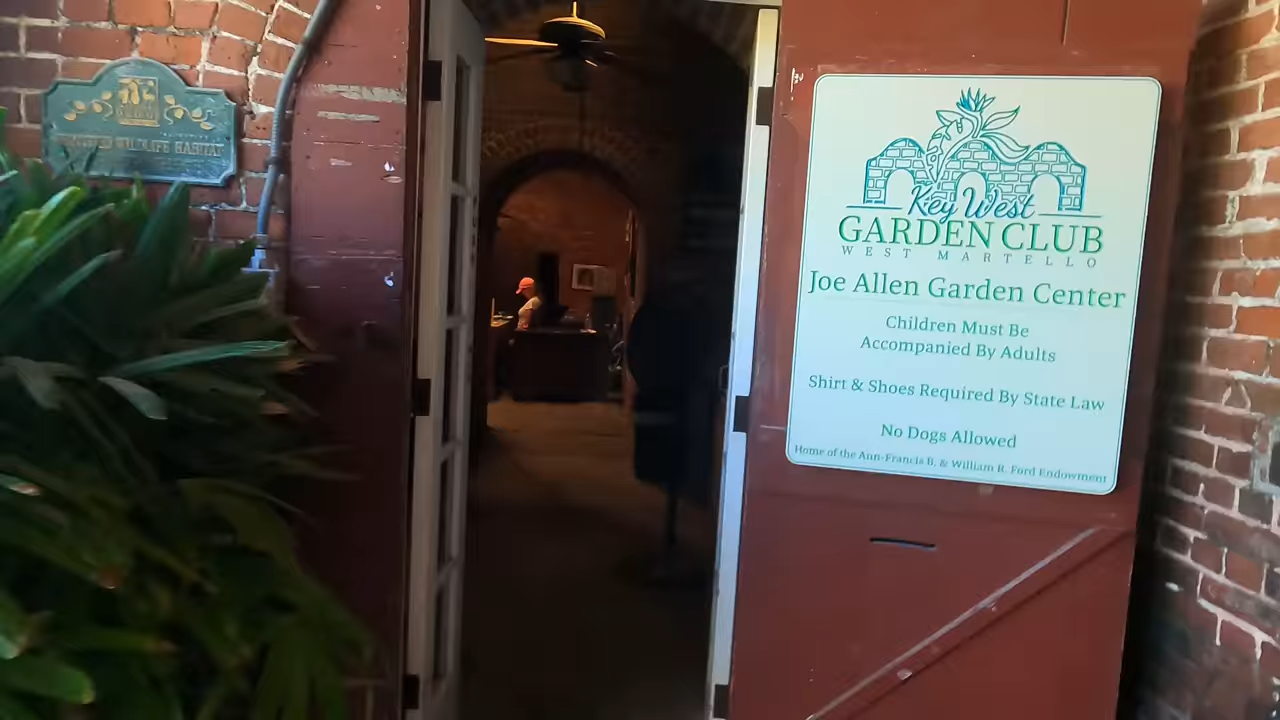 WILDLIFE HABITAT
Key West
GARDEN CLUB
WEST MARTELLO
Joe Allen Garden Center
Children Must Be
Accompanied By Adults
Shirt & Shoes Required By State Law
No Dogs Allowed
Home of the Ann-Francis B. & William R. Ford Endowment